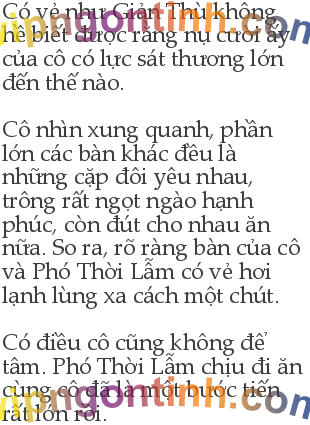 Có vẻ như Giản Thù không
hề biết được rằng nụ cười ấy
của cô có lực sát thương lớn
đến thế nào.
Cô nhìn xung quanh, phần
lớn các bàn khác đều là
những cặp đôi yêu nhau,
trông rất ngọt ngào hạnh
phúc, còn đút cho nhau ăn
nữa. So ra, rõ ràng bàn của cô
và Phó Thời Lẫm có vẻ hơi
lạnh lùng xa cách một chút.
Có điều cô cũng không để
tâm. Phó Thời Lẫm chịu đi ăn
cùng cô đã là một bước tiến
rất lớn rồi.
vipngontinh.com
vipngontinh.com